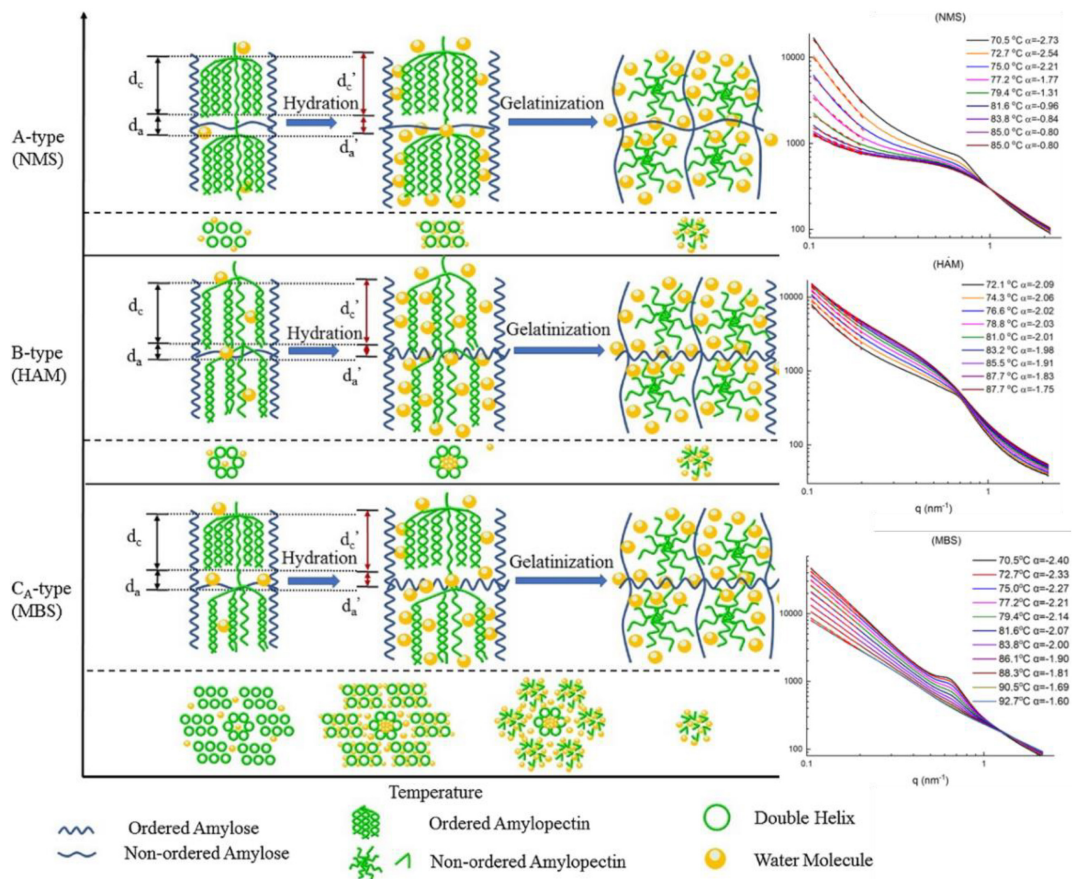 A-type
(NMS)
dc
da
Hydration
dc'
da'
Gelatinization
(NMS)
10000
1000
100
0.1
1
70.5 °C α=-2.73
72.7 °C α=-2.54
75.0 °C α=-2.21
77.2 °C α=-1.77
79.4 °C α=-1.31
81.6 °C α=-0.96
83.8 °C α=-0.84
85.0 °C α=-0.80
85.0 °C α=-0.80
B-type
(HAM)
dc
da
Hydration
dc'
da'
Gelatinization
(HAM)
10000
1000
100
0.1
1
q (nm-1)
72.1 °C α=-2.09
74.3 °C α=-2.06
76.6 °C α=-2.02
78.8 °C α=-2.03
81.0 °C α=-2.01
83.2 °C α=-1.98
85.5 °C α=-1.91
87.7 °C α=-1.83
87.7 °C α=-1.75
CA-type
(MBS)
dc
da
Hydration
dc'
da'
Gelatinization
(MBS)
10000
1000
100
0.1
1
q (nm-1)
70.5°C α=-2.40
72.7°C α=-2.33
75.0°C α=-2.27
77.2°C α=-2.21
79.4°C α=-2.14
81.6°C α=-2.07
83.8°C α=-2.00
86.1°C α=-1.90
88.3°C α=-1.81
90.5°C α=-1.69
92.7°C α=-1.60
Temperature
Ordered Amylose
Non-ordered Amylose
Ordered Amylopectin
Non-ordered Amylopectin
Double Helix
Water Molecule